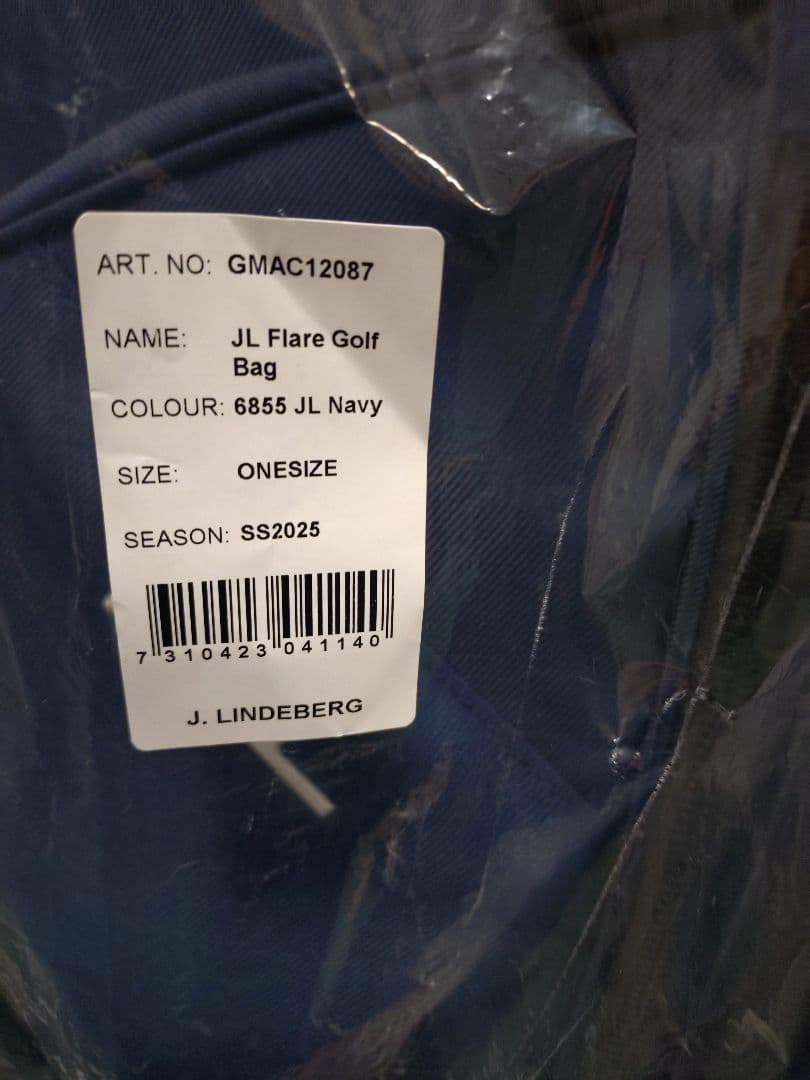 ART. NO: GMAC12087
NAME: JL Flare Golf
Bag
COLOUR: 6855 JL Navy
SIZE: ONESIZE
SEASON: SS2025
7 310423 041140
J. LINDEBERG